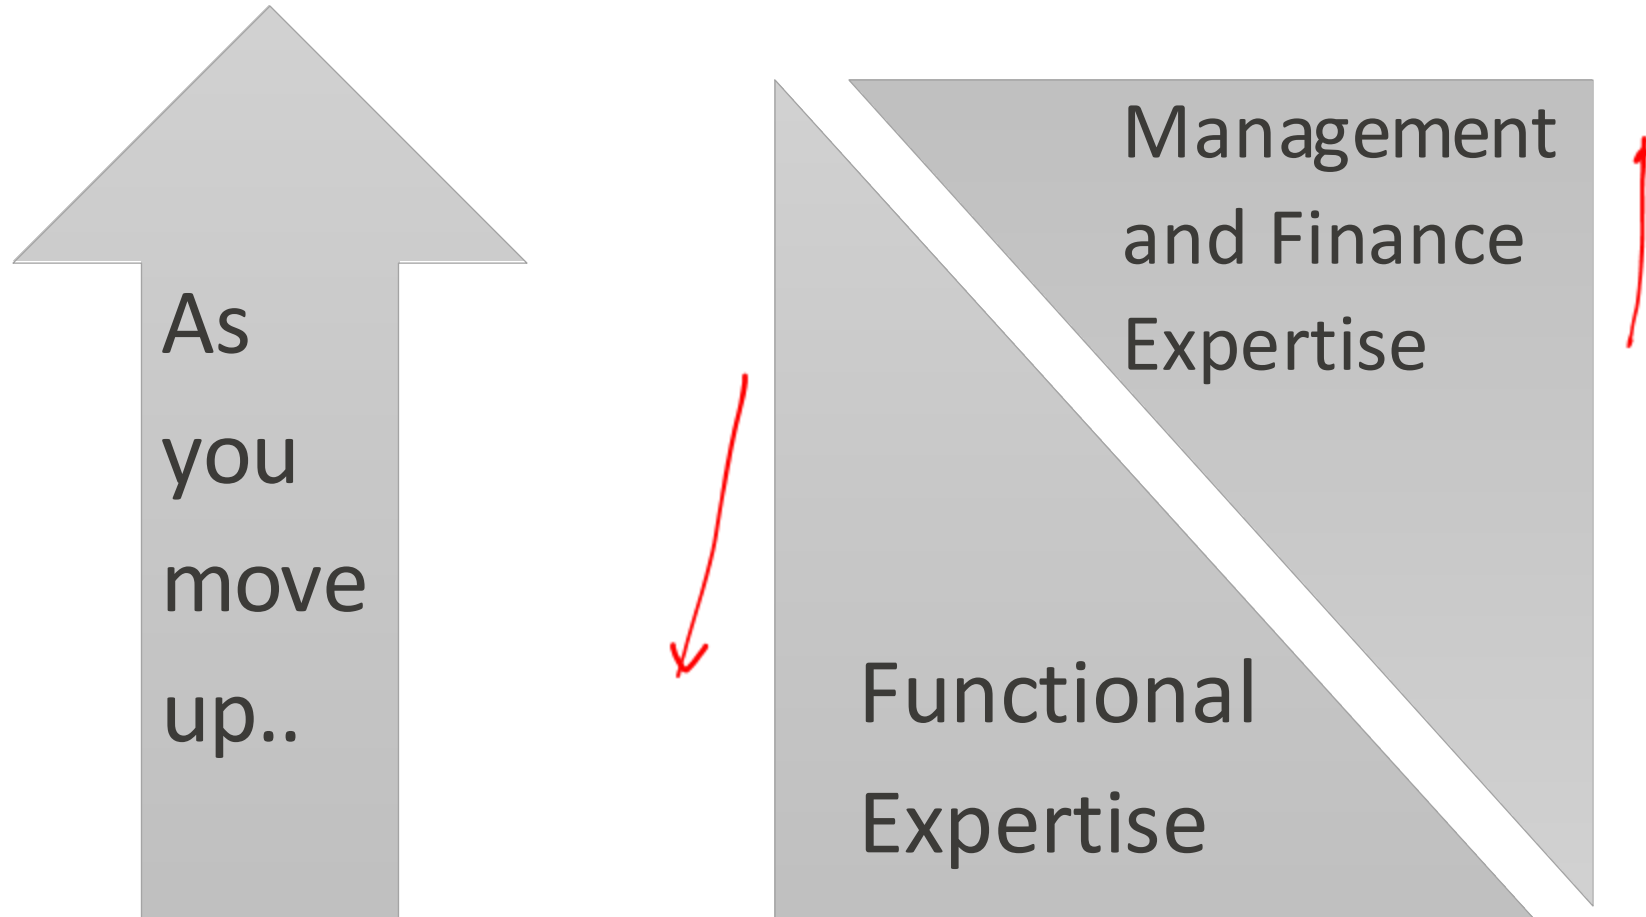 As
you
move
up..
Management
and Finance
Expertise
Functional
Expertise